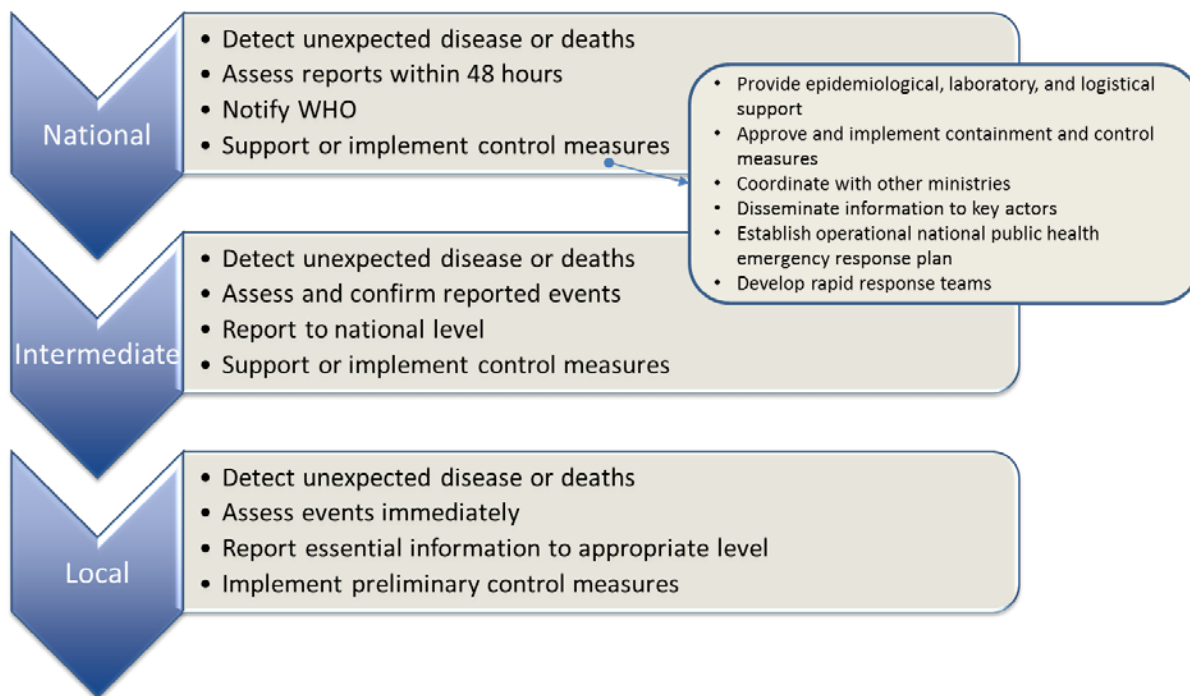 National
• Detect unexpected disease or deaths
• Assess reports within 48 hours
• Notify WHO
• Support or implement control measures
• Provide epidemiological, laboratory, and logistical
support
• Approve and implement containment and control
measures
• Coordinate with other ministries
• Disseminate information to key actors
• Establish operational national public health
emergency response plan
• Develop rapid response teams
Intermediate
• Detect unexpected disease or deaths
• Assess and confirm reported events
• Report to national level
• Support or implement control measures
Local
• Detect unexpected disease or deaths
• Assess events immediately
• Report essential information to appropriate level
• Implement preliminary control measures